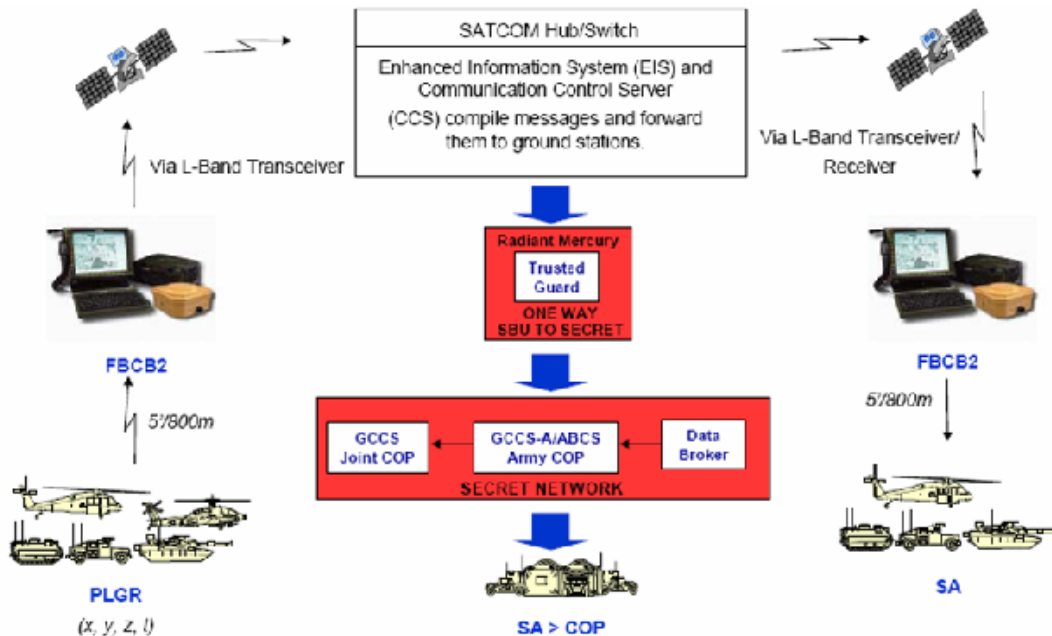 SATCOM Hub/Switch
Enhanced Information System (EIS) and
Communication Control Server
(CCS) compile messages and forward
them to ground stations.
Via L-Band Transceiver
Via L-Band Transceiver/
Receiver
Radiant Mercury
Trusted
Guard
ONE WAY
SBU TO SECRET
FBCB2
FBCB2
5'/800m
5'/800m
GCCS
Joint COP
GCCS-A/ABCS
Army COP
Data
Broker
SECRET NETWORK
PLGR
(x, y, z, t)
SA > COP
SA